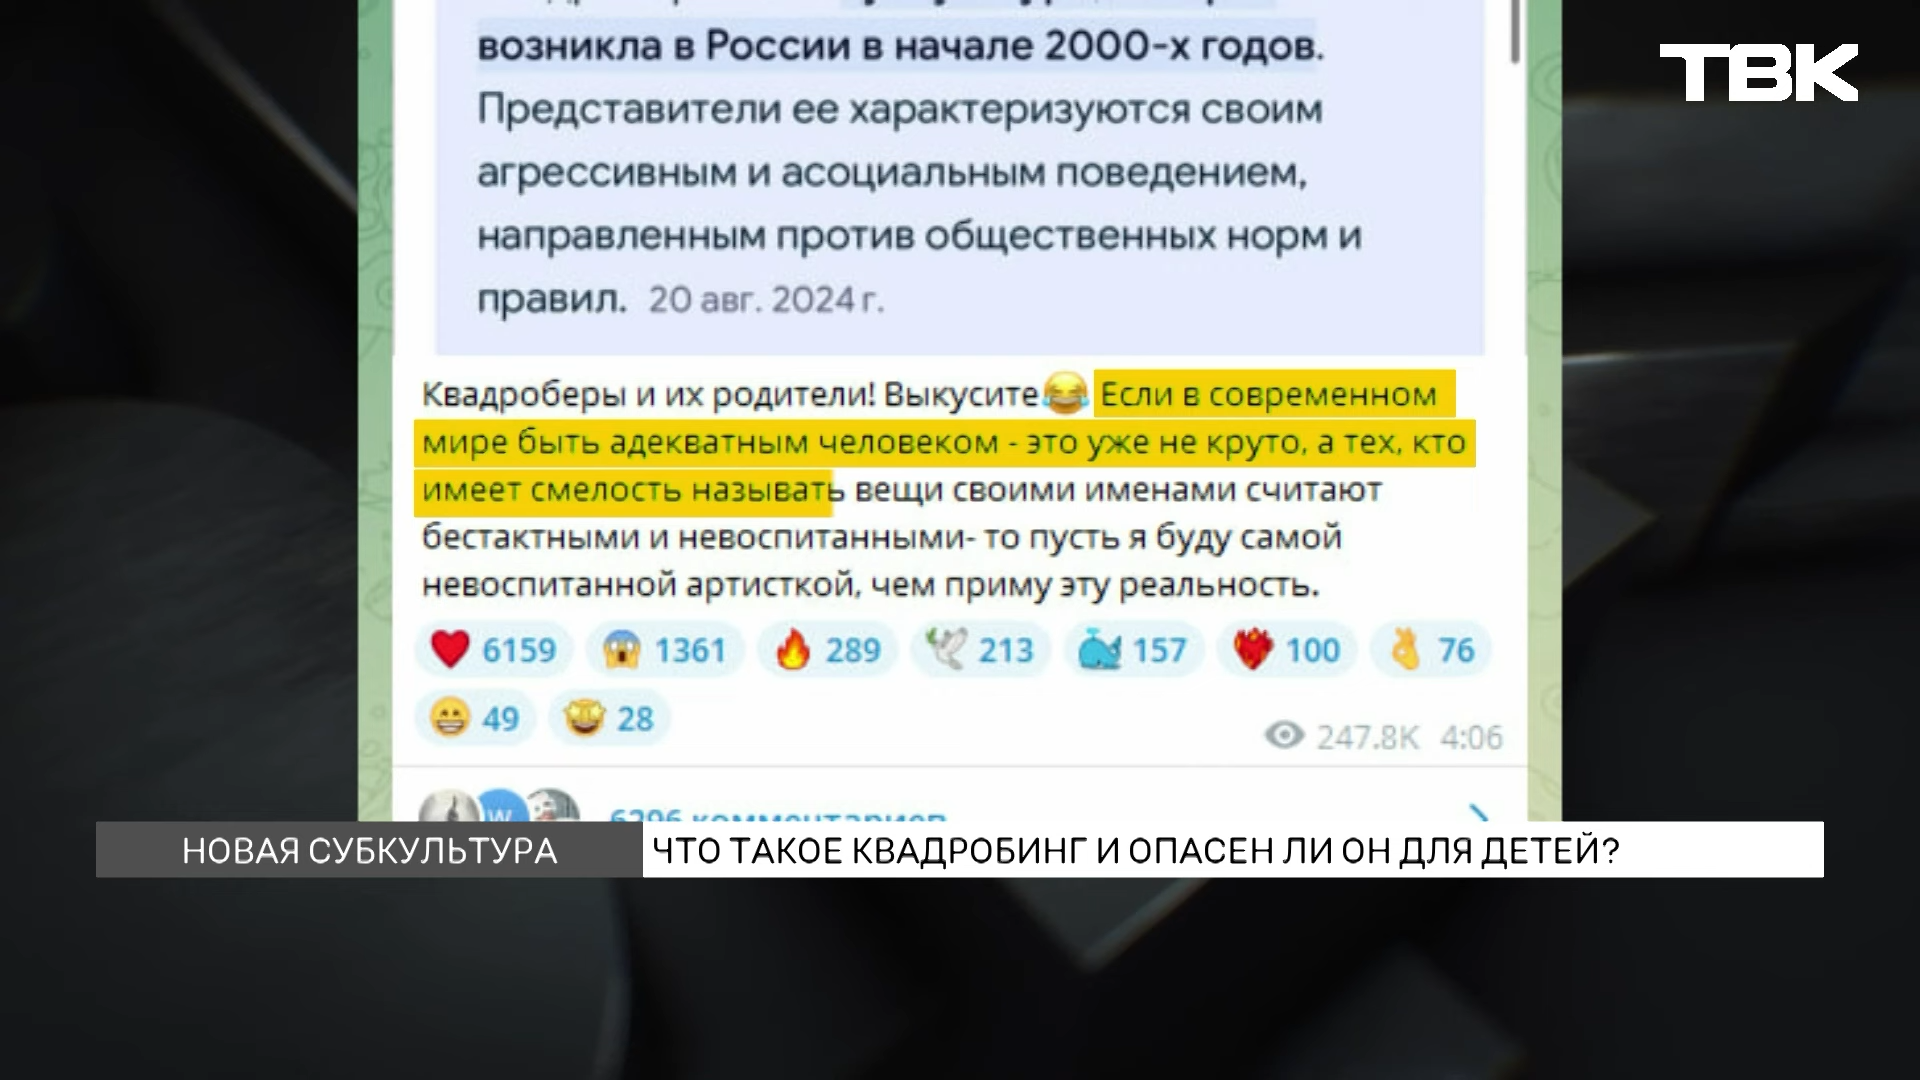 ТВК
возникла в России в начале 2000-х годов.
Представители ее характеризуются своим
агрессивным и асоциальным поведением,
направленным против общественных норм и
правил. 20 авг. 2024 г.
Квадроберы и их родители! Выкусите😂 Если в современном
мире быть адекватным человеком - это уже не круто, а тех, кто
имеет смелость называть вещи своими именами считают
бестактными и невоспитанными- то пусть я буду самой
невоспитанной артисткой, чем приму эту реальность.
6159 1361 289 213 157 100 76
49 28
247.8K 4:06
6296 комментариев
НОВАЯ СУБКУЛЬТУРА ЧТО ТАКОЕ КВАДРОБИНГ И ОПАСЕН ЛИ ОН ДЛЯ ДЕТЕЙ?